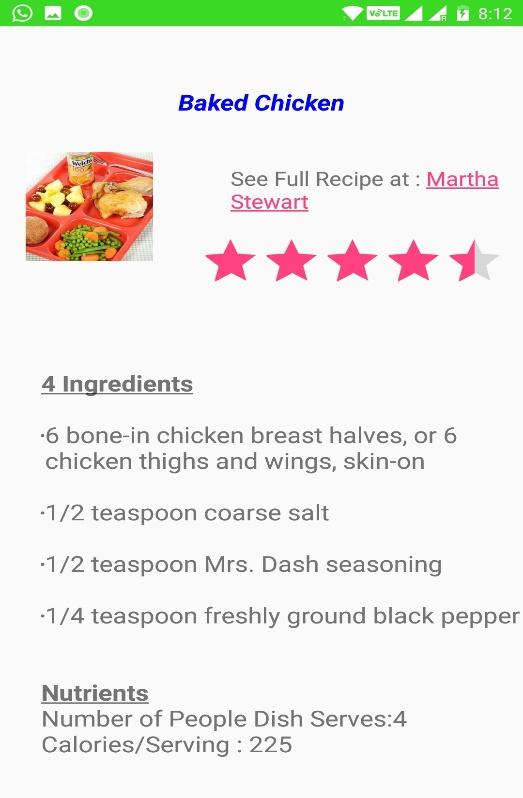 VoLTE
R
8:12
Baked Chicken
Welch's
See Full Recipe at : Martha
Stewart
4 Ingredients
·6 bone-in chicken breast halves, or 6
chicken thighs and wings, skin-on
·1/2 teaspoon coarse salt
·1/2 teaspoon Mrs. Dash seasoning
·1/4 teaspoon freshly ground black pepper
Nutrients
Number of People Dish Serves:4
Calories/Serving : 225